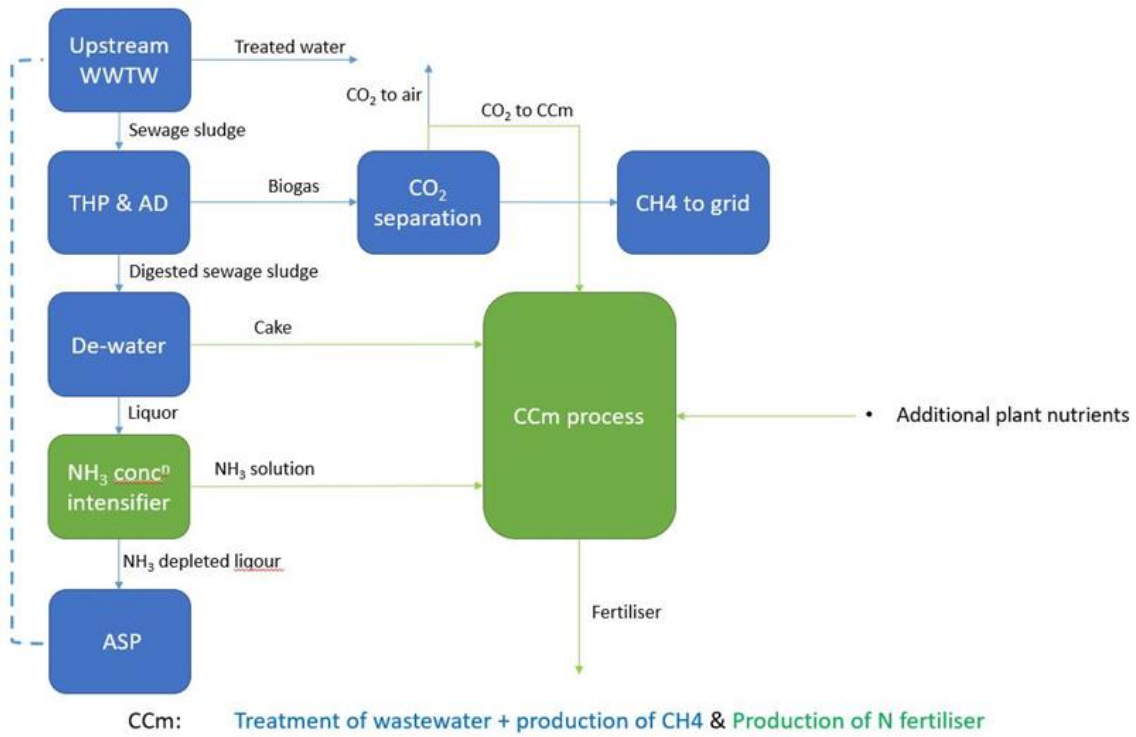 Upstream
WWTW
Treated water
CO₂ to air
CO₂ to CCm
Sewage sludge
THP & AD
Biogas
CO₂
separation
CH4 to grid
Digested sewage sludge
De-water
Cake
CCm process
• Additional plant nutrients
Liquor
NH₃ concⁿ
intensifier
NH₃ solution
NH₃ depleted liqour
ASP
Fertiliser
CCm: Treatment of wastewater + production of CH4 & Production of N fertiliser